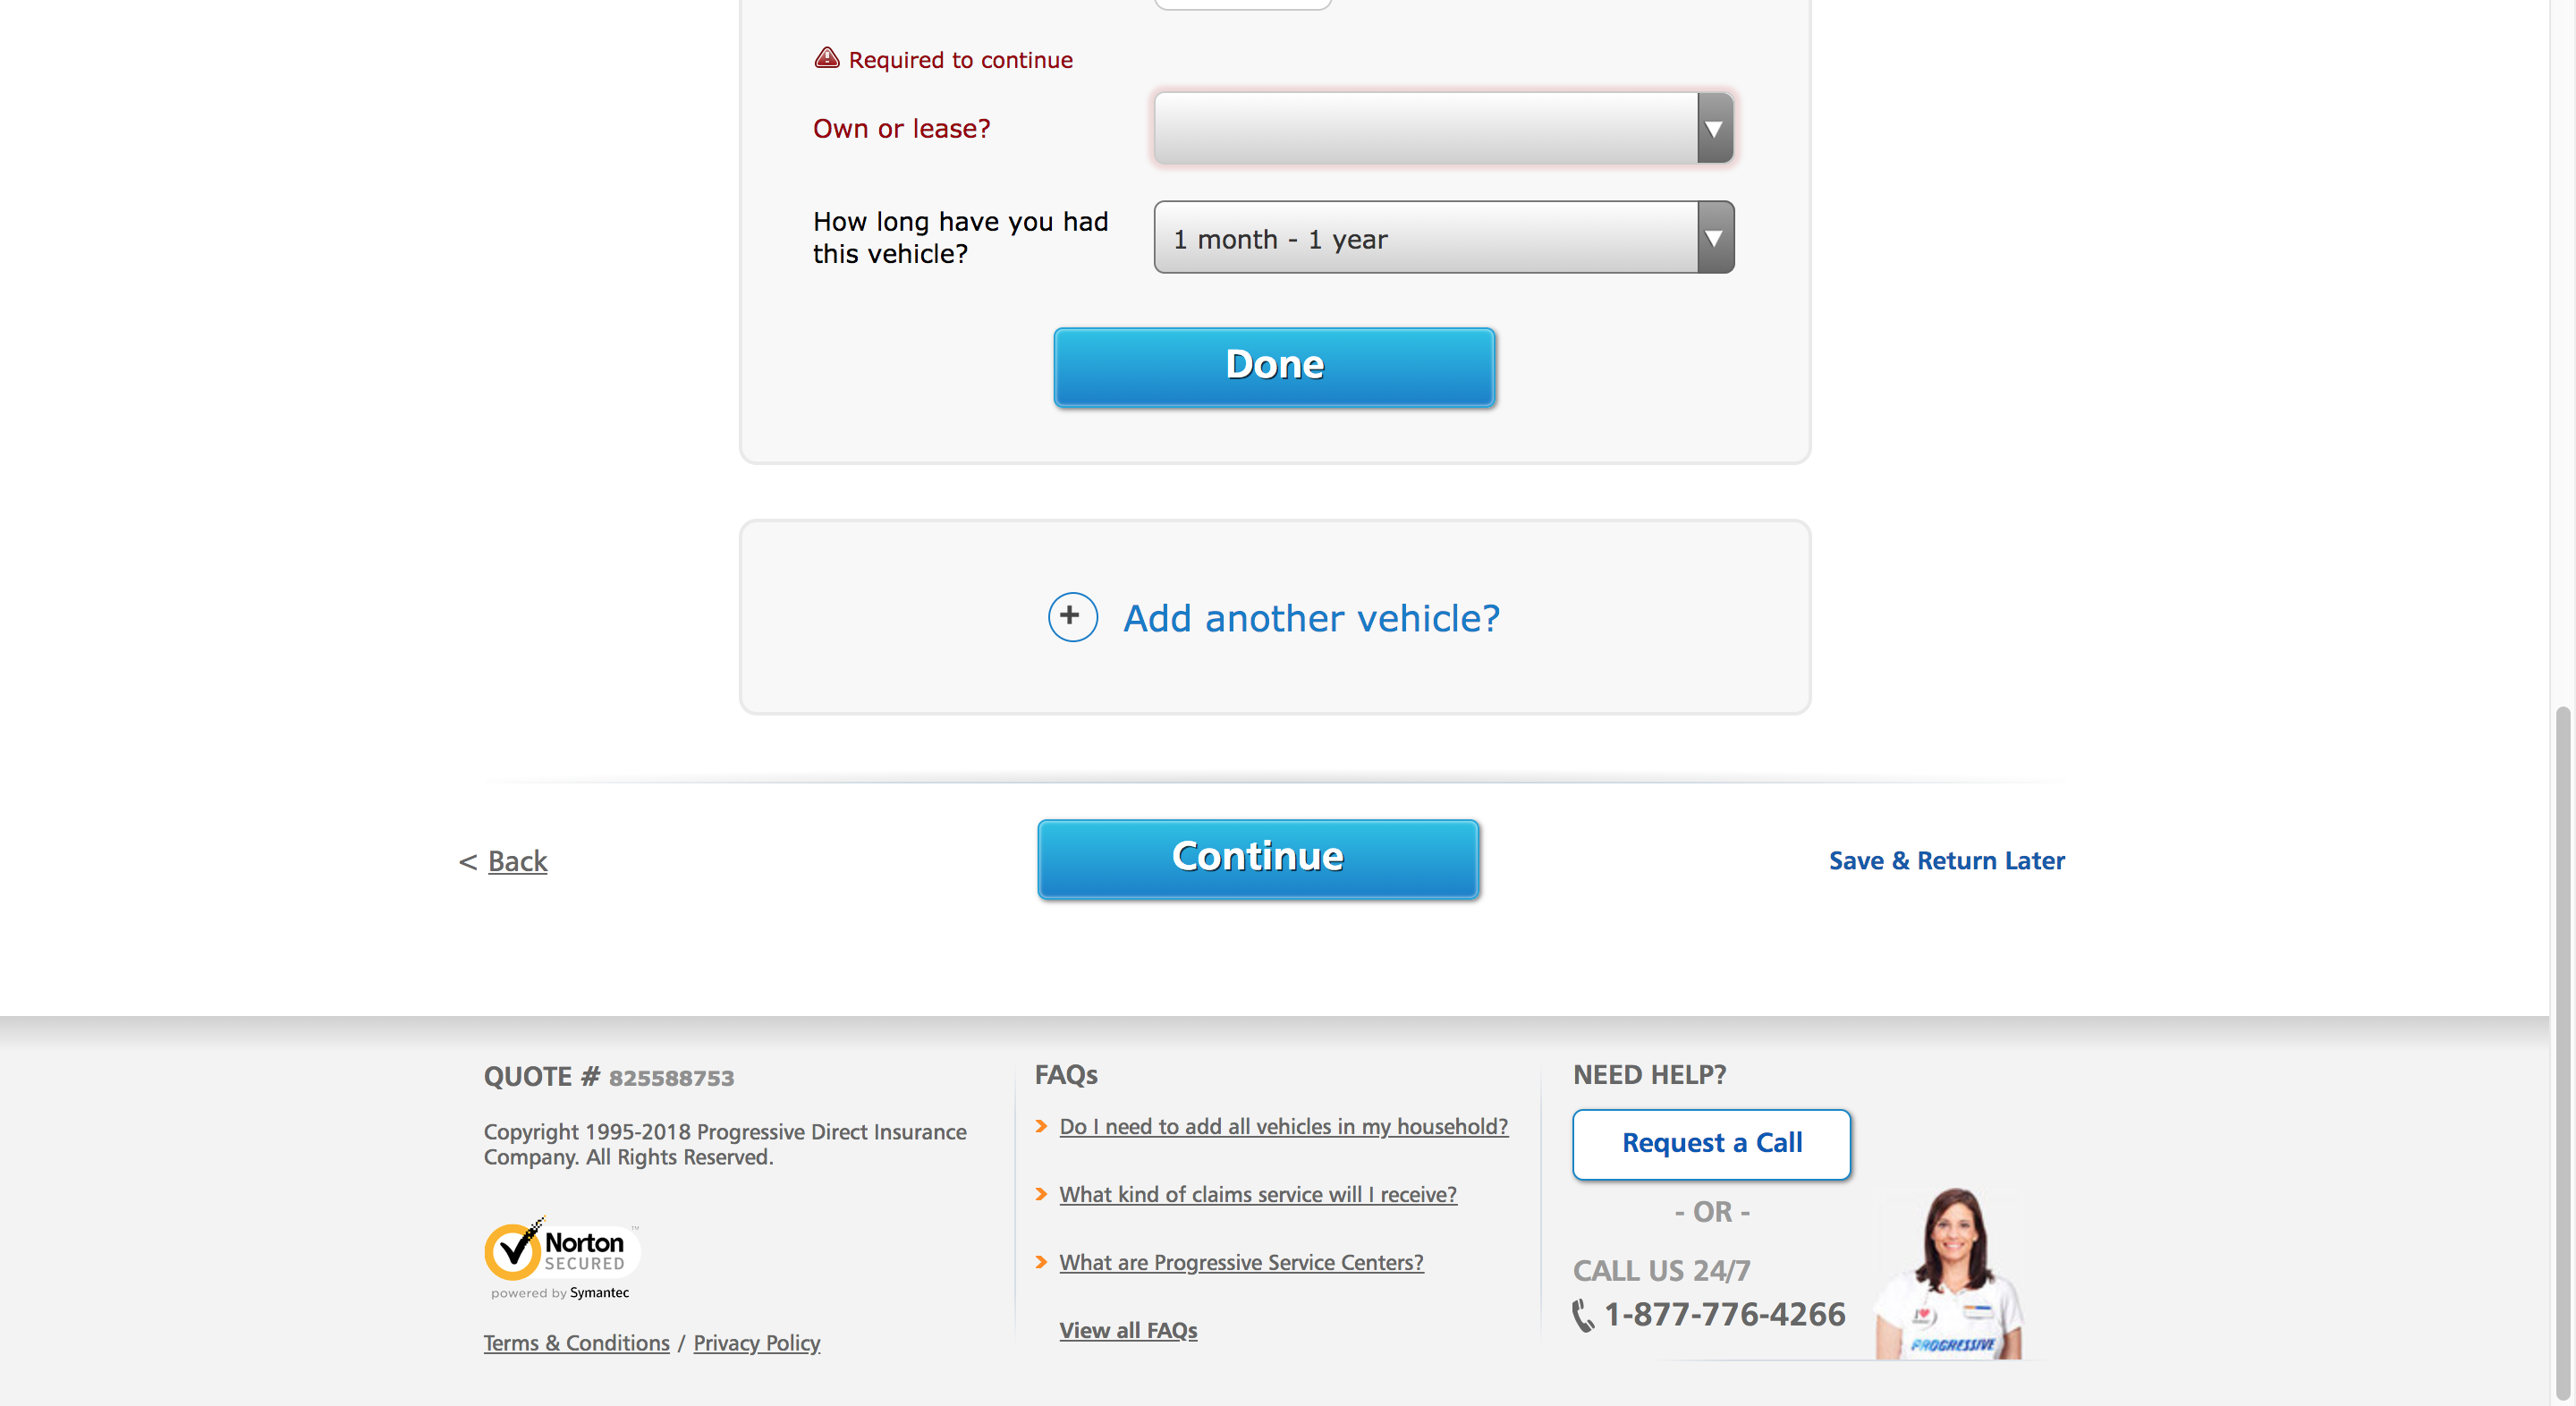 Required to continue
Own or lease?
How long have you had
this vehicle?
1 month - 1 year
Done
+ Add another vehicle?
< Back
Continue
Save & Return Later
QUOTE # 825588753
Copyright 1995-2018 Progressive Direct Insurance
Company. All Rights Reserved.
Norton
SECURED
TM
powered by Symantec
Terms & Conditions / Privacy Policy
FAQs
Do I need to add all vehicles in my household?
What kind of claims service will I receive?
What are Progressive Service Centers?
View all FAQs
NEED HELP?
Request a Call
- OR -
CALL US 24/7
1-877-776-4266
I
PROGRESSIVE